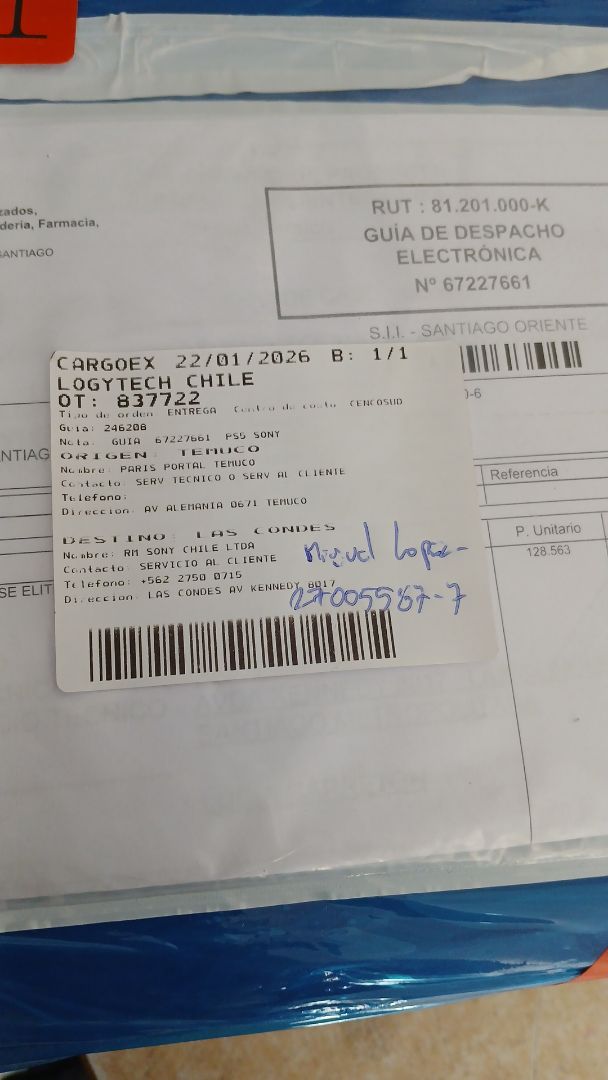 zados,
dería, Farmacia,
SANTIAGO
RUT : 81.201.000-K
GUÍA DE DESPACHO
ELECTRÓNICA
Nº 67227661
S.I.I. - SANTIAGO ORIENTE
CARGOEX 22/01/2026 B: 1/1
LOGYTECH CHILE
OT: 837722
Tipo de orden ENTREGA Centro de costo CENCOSUD
Guia: 246208
Nota: GUIA 67227661 PS5 SONY
ORIGEN: TEMUCO
Nombre: PARIS PORTAL TEMUCO
Contacto: SERV TECNICO O SERV AL CLIENTE
Telefono:
Direccion: AV ALEMANIA 0671 TEMUCO
DESTINO: LAS CONDES
Nombre: RM SONY CHILE LTDA
Contacto: SERVICIO AL CLIENTE
Telefono: +562 2750 0715
Direccion: LAS CONDES AV KENNEDY 8017
Miguel Lopez-
27005567-7
0-6
NTIAG
Referencia
P. Unitario
128.563
SE ELIT